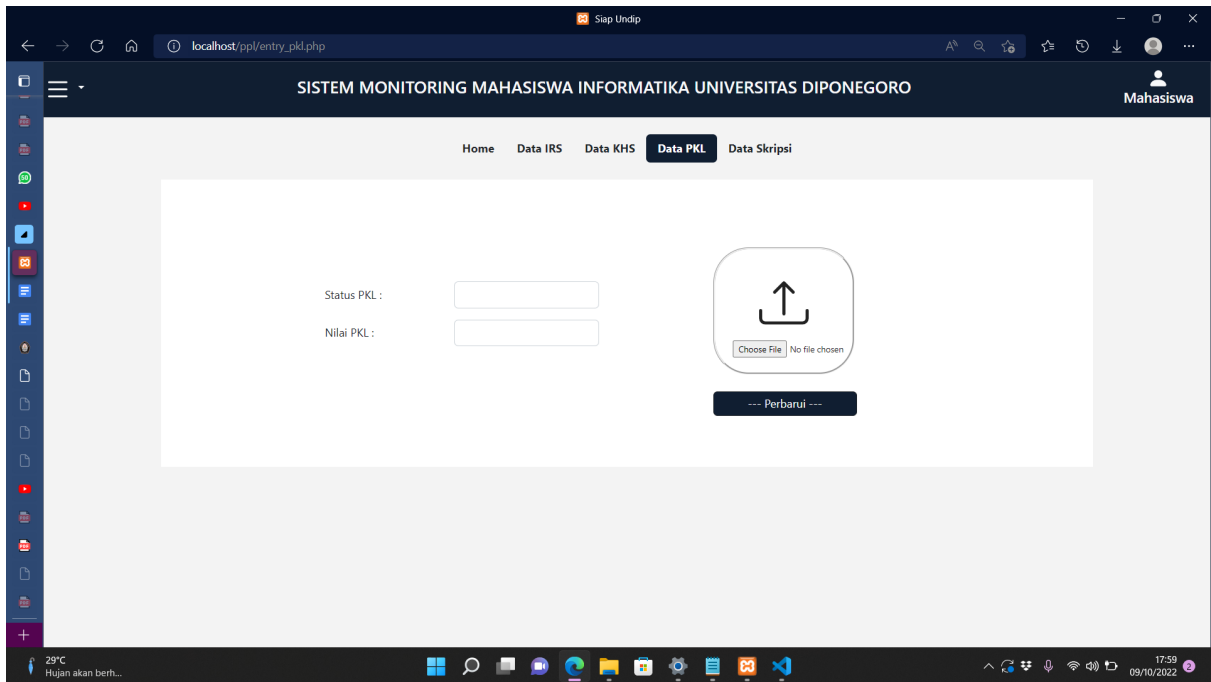 Siap Undip
localhost/ppl/entry_pkl.php
SISTEM MONITORING MAHASISWA INFORMATIKA UNIVERSITAS DIPONEGORO
Mahasiswa
Home Data IRS Data KHS Data PKL Data Skripsi
Status PKL :
Nilai PKL :
Choose File No file chosen
--- Perbarui ---
29°C
Hujan akan berh...
17:59
09/10/2022
2